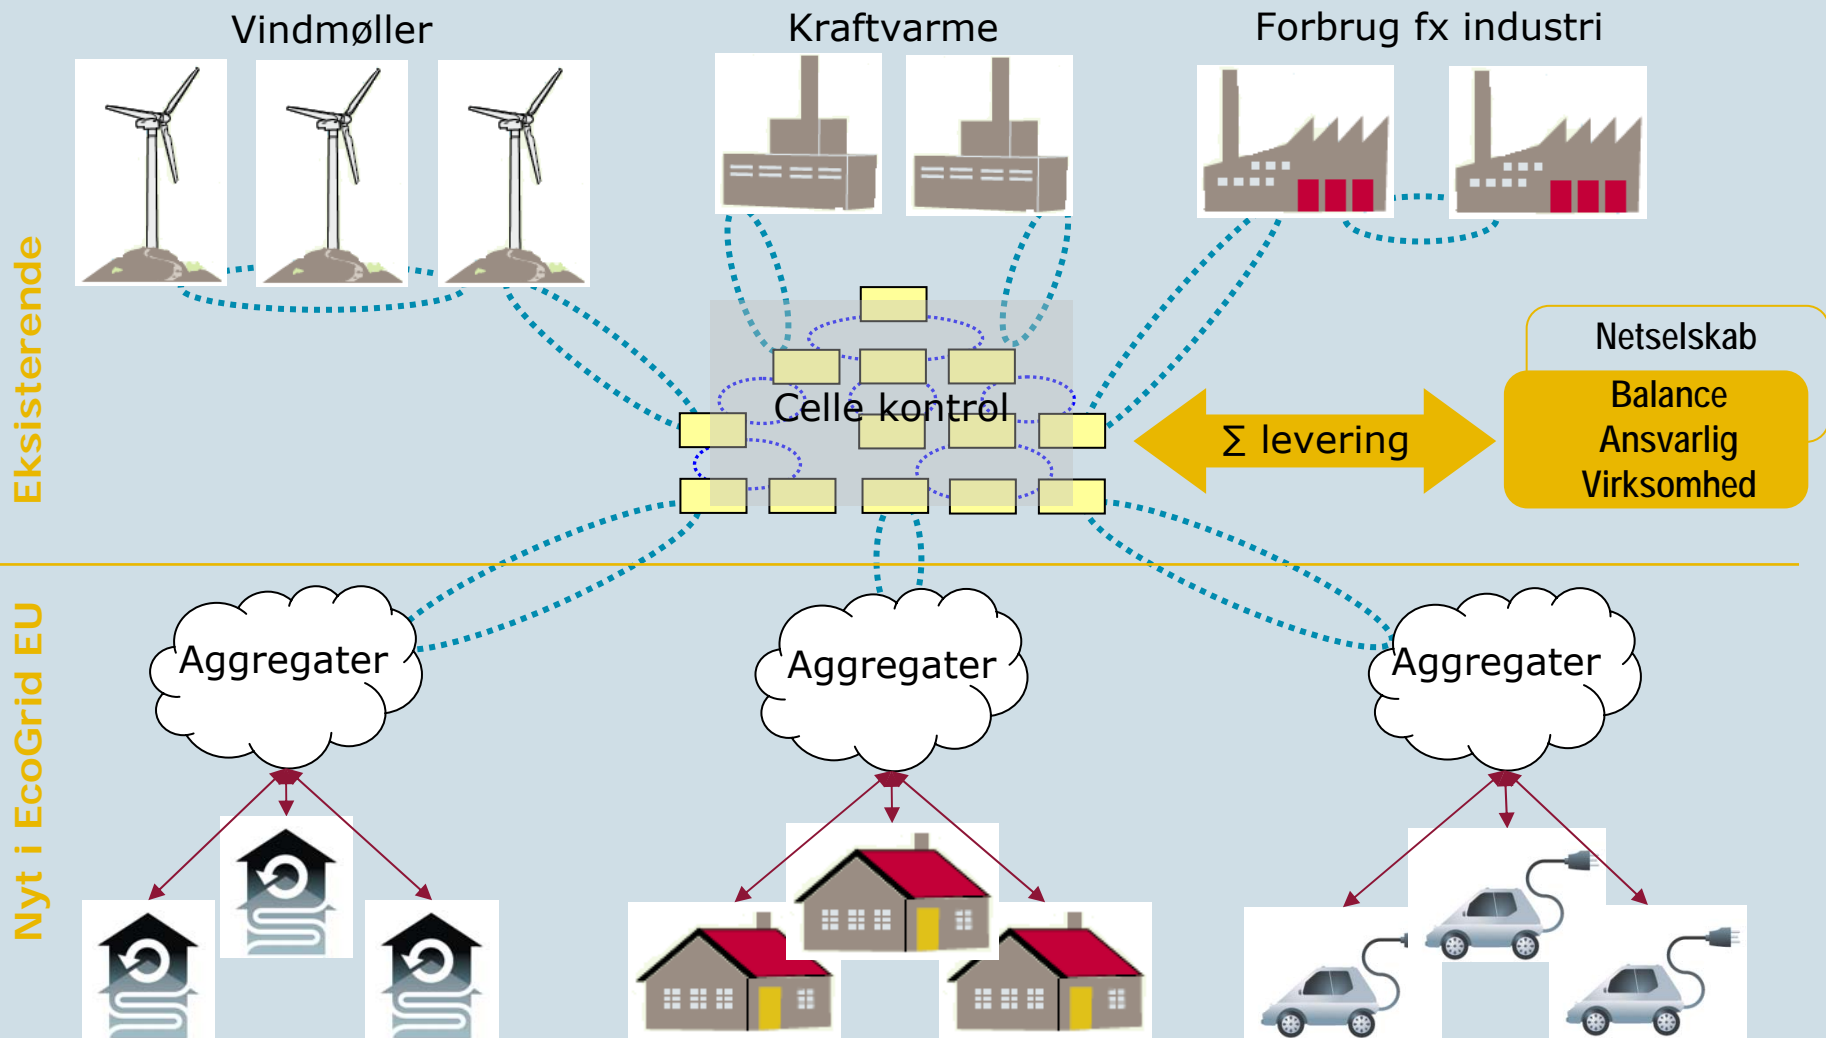 Vindmøller
Kraftvarme
Forbrug fx industri
Eksisterende
Celle kontrol
Σ levering
Netselskab
Balance
Ansvarlig
Virksomhed
Nyt i EcoGrid EU
Aggregater
Aggregater
Aggregater